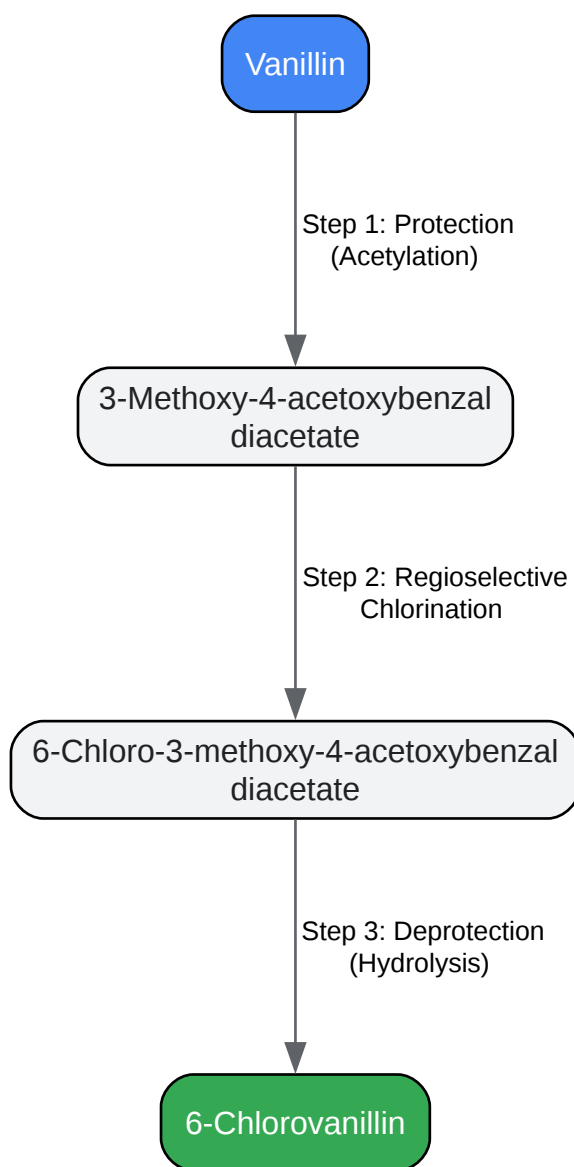 Vanillin
Step 1: Protection
(Acetylation)
3-Methoxy-4-acetoxybenzal
diacetate
Step 2: Regioselective
Chlorination
6-Chloro-3-methoxy-4-acetoxybenzal
diacetate
Step 3: Deprotection
(Hydrolysis)
6-Chlorovanillin